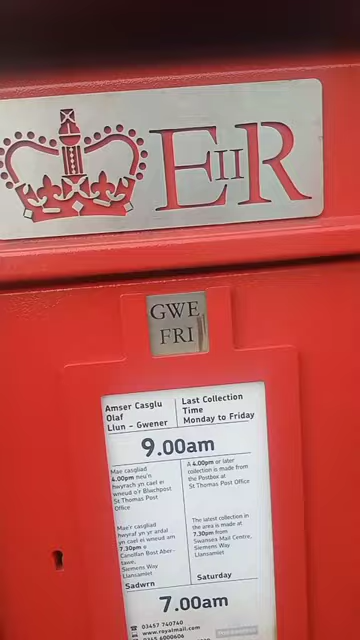 EIIR
GWE
FRI
Amser Casglu
Olaf
Llun - Gwener
Last Collection
Time
Monday to Friday
9.00am
Mae casgliad
4.00pm neu'n
hwyrach yn cael ei
wneud o'r Blwchpost
St Thomas Post
Office
A 4.00pm or later
collection is made from
the Postbox at
St Thomas Post Office
Mae'r casgliad
hwyraf yn yr ardal
yn cael ei wneud am
7.30pm o
Canolfan Bost Aber-
tawe,
Siemens Way
Llansamlet
The latest collection
in the area is made at
7.30pm from
Swansea Mail Centre,
Siemens Way
Llansamlet
Sadwrn
Saturday
7.00am
03457 740740
www.royalmail.com
0345 6000606